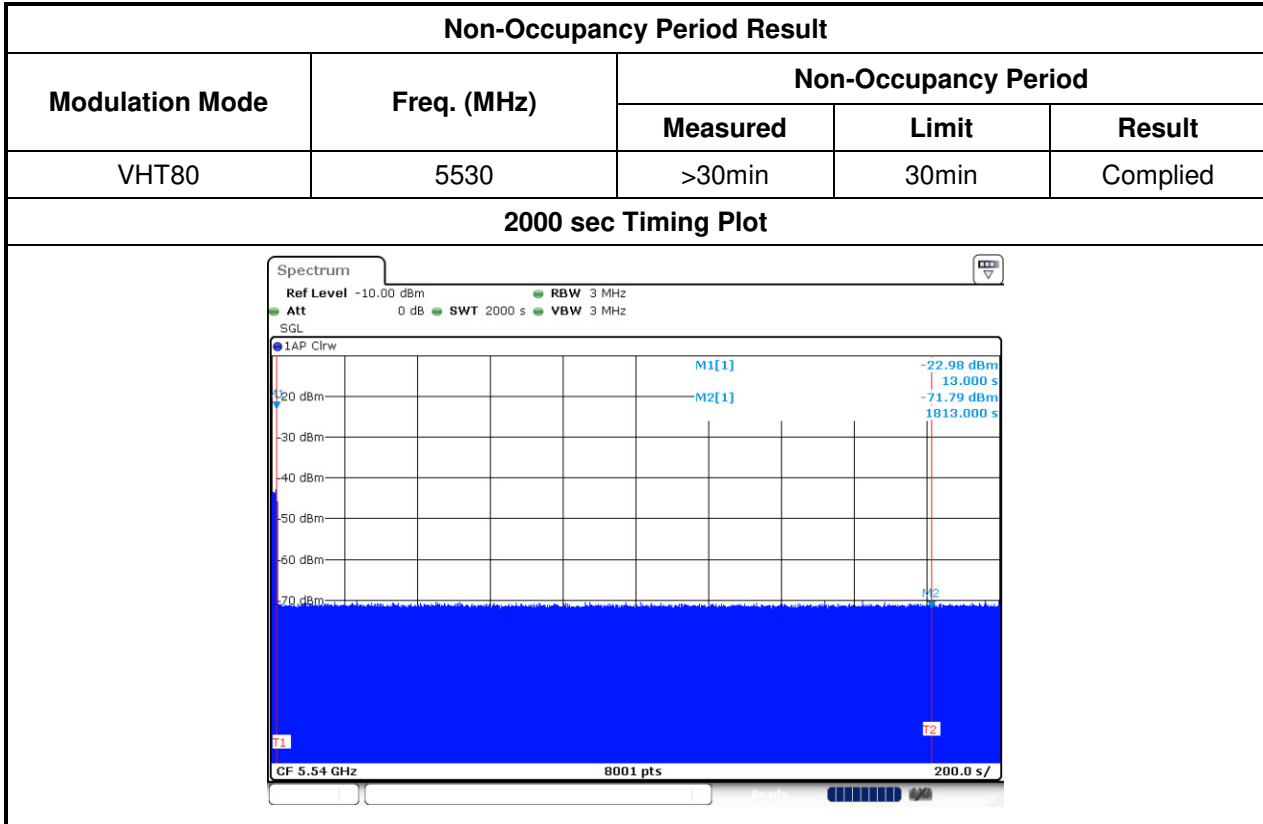 Non-Occupancy Period Result
Modulation Mode Freq. (MHz) Non-Occupancy Period
Measured Limit Result
VHT80 5530 >30min 30min Complied
2000 sec Timing Plot
Spectrum
Ref Level -10.00 dBm RBW 3 MHz
Att 0 dB SWT 2000 s VBW 3 MHz
SGL
1AP Clrw
M1[1] -22.98 dBm
13.000 s
M2[1] -71.79 dBm
1813.000 s
-20 dBm
-30 dBm
-40 dBm
-50 dBm
-60 dBm
-70 dBm
M2
T1 T2
CF 5.54 GHz 8001 pts 200.0 s/
Ready